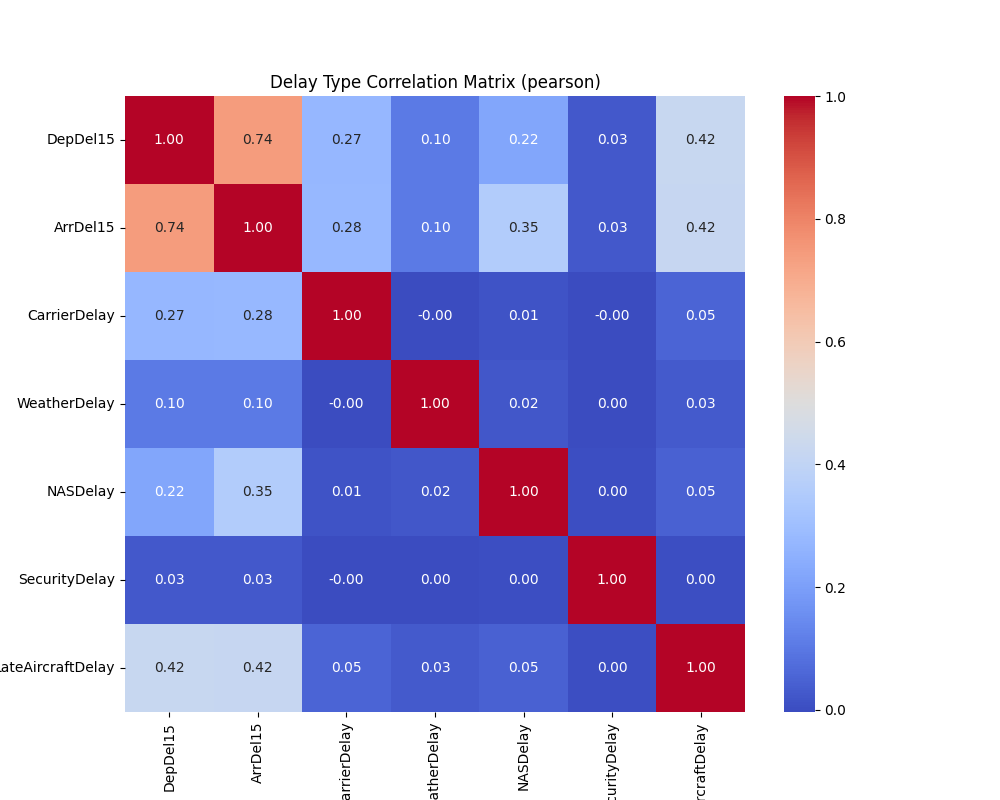 Delay Type Correlation Matrix (pearson)
DepDel15 1.00 0.74 0.27 0.10 0.22 0.03 0.42
ArrDel15 0.74 1.00 0.28 0.10 0.35 0.03 0.42
CarrierDelay 0.27 0.28 1.00 -0.00 0.01 -0.00 0.05
WeatherDelay 0.10 0.10 -0.00 1.00 0.02 0.00 0.03
NASDelay 0.22 0.35 0.01 0.02 1.00 0.00 0.05
SecurityDelay 0.03 0.03 -0.00 0.00 0.00 1.00 0.00
ateAircraftDelay 0.42 0.42 0.05 0.03 0.05 0.00 1.00
DepDel15
ArrDel15
arrierDelay
atherDelay
NASDelay
curityDelay
rcraftDelay
1.0
0.8
0.6
0.4
0.2
0.0